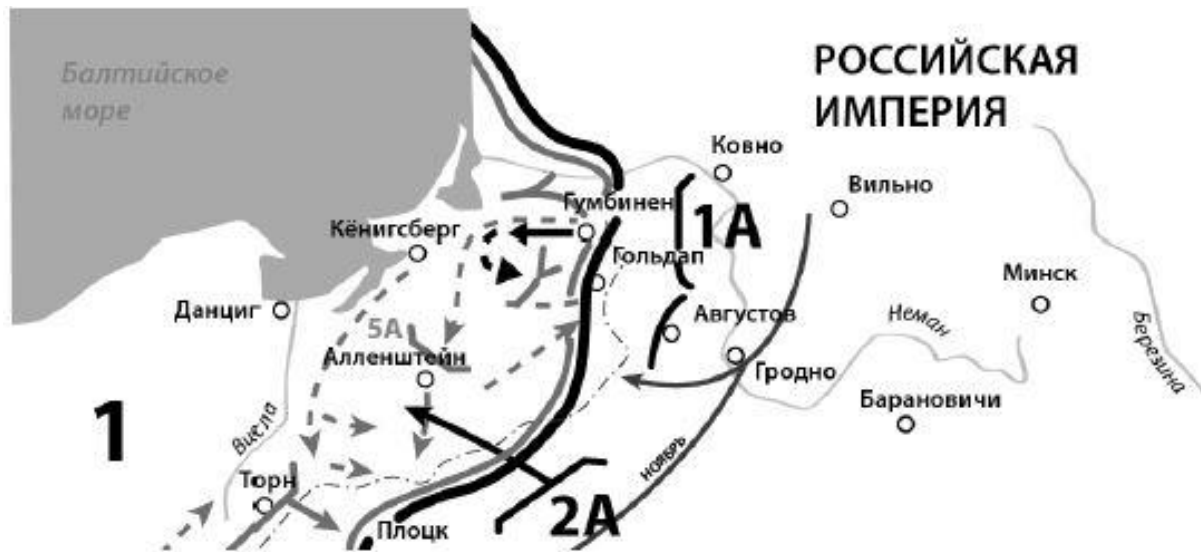 Балтийское
море
РОССИЙСКАЯ
ИМПЕРИЯ
Ковно
Вильно
Гумбинен
Кёнигсберг
1А
Гольдап
Минск
Данциг
Августов
Неман
5А
Алленштейн
Гродно
Березина
Барановичи
1
Висла
ноябрь
Торн
2А
Плоцк